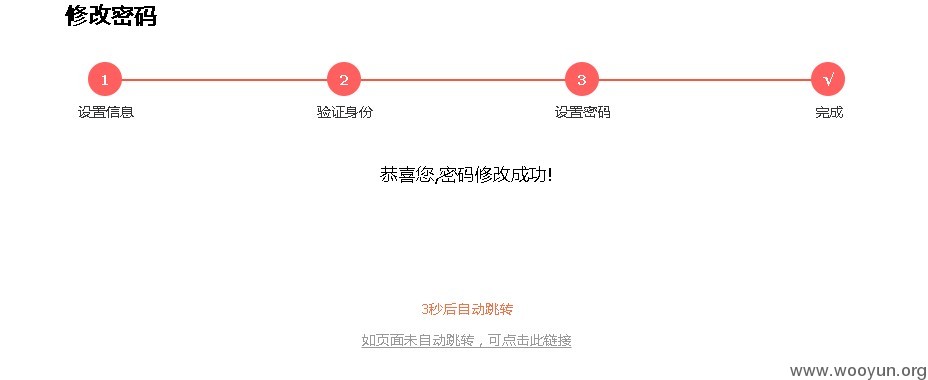 修改密码
1
2
3
√
设置信息
验证身份
设置密码
完成
恭喜您,密码修改成功!
3秒后自动跳转
如页面未自动跳转，可点击此链接
www.wooyun.org